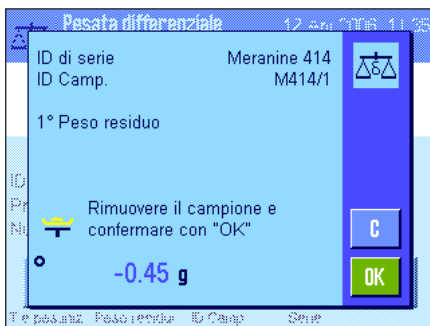 Pesata differenziale
ID di serie Meranine 414
ID Camp. M414/1
1° Peso residuo
Rimuovere il campione e
confermare con "OK"
C
-0.45 g
OK
Peso residuo ID Camp Serie